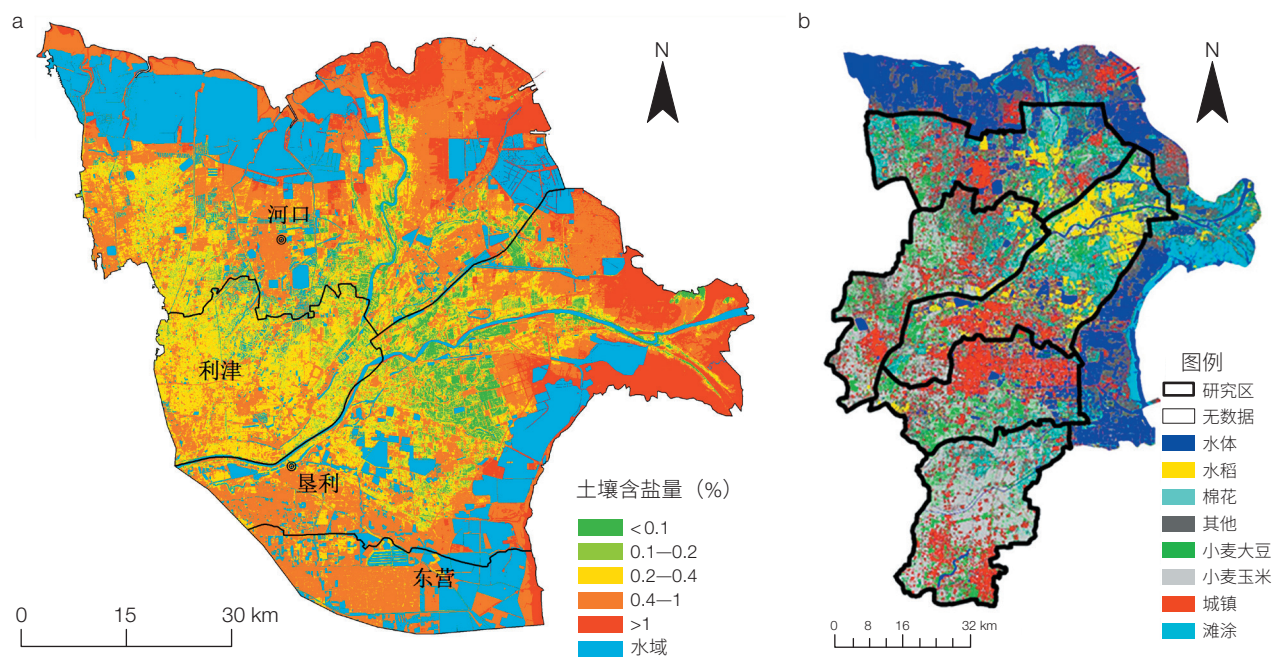 a
N
河口
利津
垦利
东营
土壤含盐量（%）
<0.1
0.1—0.2
0.2—0.4
0.4—1
>1
水域
0 15 30 km
b
N
图例
研究区
无数据
水体
水稻
棉花
其他
小麦大豆
小麦玉米
城镇
滩涂
0 8 16 32 km